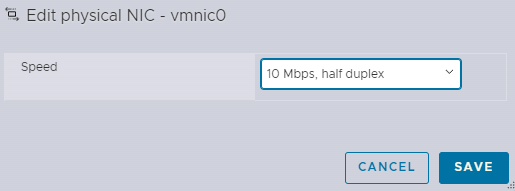 Edit physical NIC - vmnic0
Speed
10 Mbps, half duplex
CANCEL
SAVE